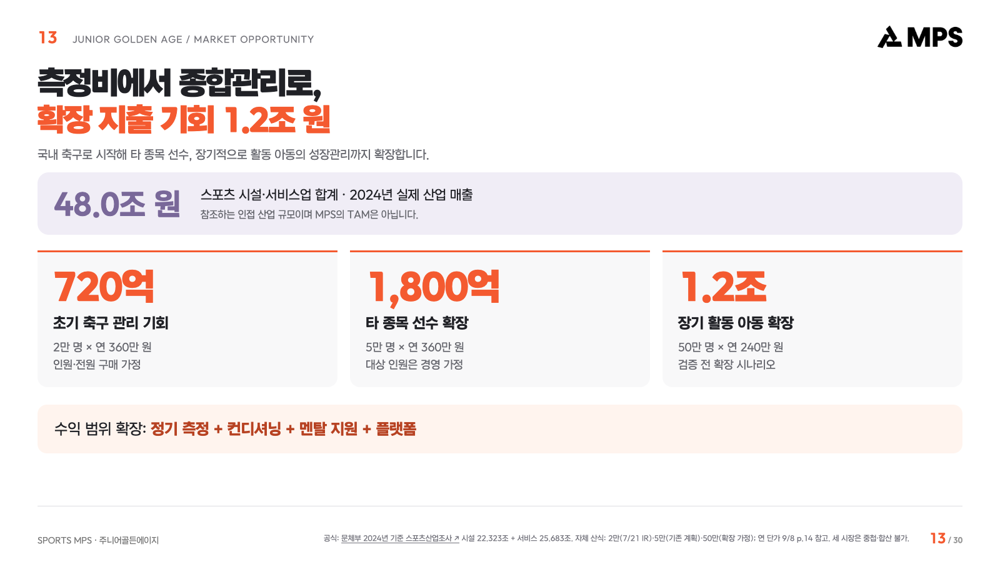 13 JUNIOR GOLDEN AGE / MARKET OPPORTUNITY
MPS
측정비에서 종합관리로,
확장 지출 기회 1.2조 원
국내 축구로 시작해 타 종목 선수, 장기적으로 활동 아동의 성장관리까지 확장합니다.
48.0조 원
스포츠 시설·서비스업 합계 · 2024년 실제 산업 매출
참조하는 인접 산업 규모이며 MPS의 TAM은 아닙니다.
720억
초기 축구 관리 기회
2만 명 × 연 360만 원
인원·전원 구매 가정
1,800억
타 종목 선수 확장
5만 명 × 연 360만 원
대상 인원은 경영 가정
1.2조
장기 활동 아동 확장
50만 명 × 연 240만 원
검증 전 확장 시나리오
수익 범위 확장: 정기 측정 + 컨디셔닝 + 멘탈 지원 + 플랫폼
SPORTS MPS · 주니어골든에이지
공식: 문체부 2024년 기준 스포츠산업조사 ↗ 시설 22.323조 + 서비스 25.683조. 자체 산식: 2만(7/21 IR)·5만(기존 계획)·50만(확장 가정); 연 단가 9/8 p.14 참고. 세 시장은 중첩·합산 불가.
13 / 30